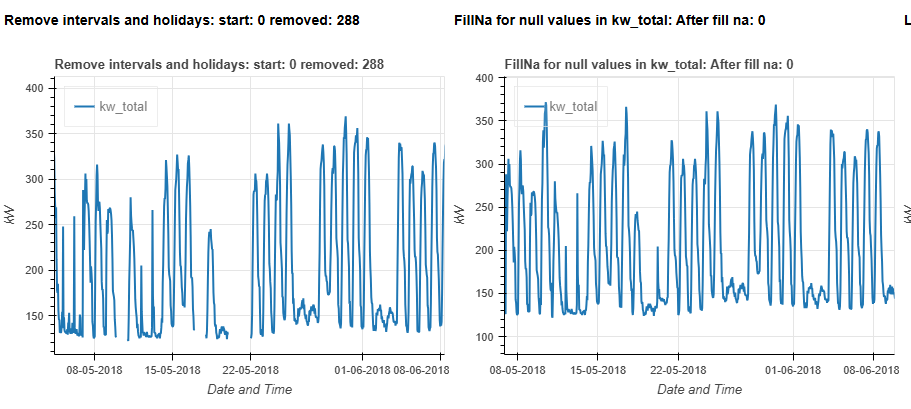 Remove intervals and holidays: start: 0 removed: 288
FillNa for null values in kw_total: After fill na: 0
L
Remove intervals and holidays: start: 0 removed: 288
400
350
300
250
200
150
kW
kw_total
08-05-2018
15-05-2018
22-05-2018
01-06-2018
08-06-2018
Date and Time
FillNa for null values in kw_total: After fill na: 0
400
350
300
250
200
150
100
kW
kw_total
08-05-2018
15-05-2018
22-05-2018
01-06-2018
08-06-2018
Date and Time